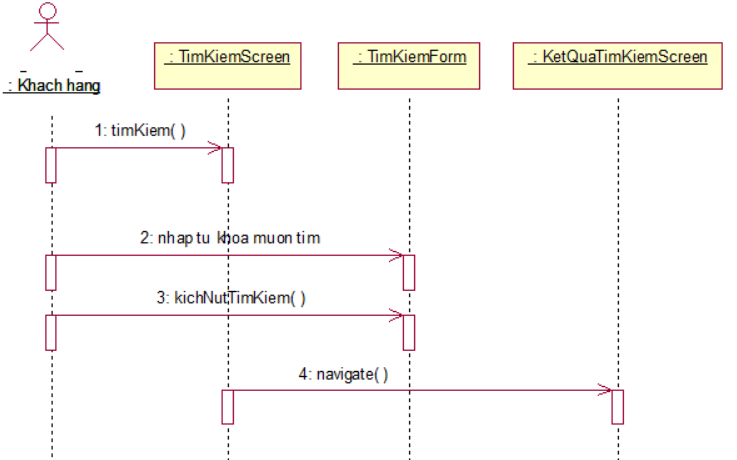 : Khach hang
: TimKiemScreen
: TimKiemForm
: KetQuaTimKiemScreen
1: timKiem( )
2: nhap tu khoa muon tim
3: kichNutTimKiem( )
4: navigate( )